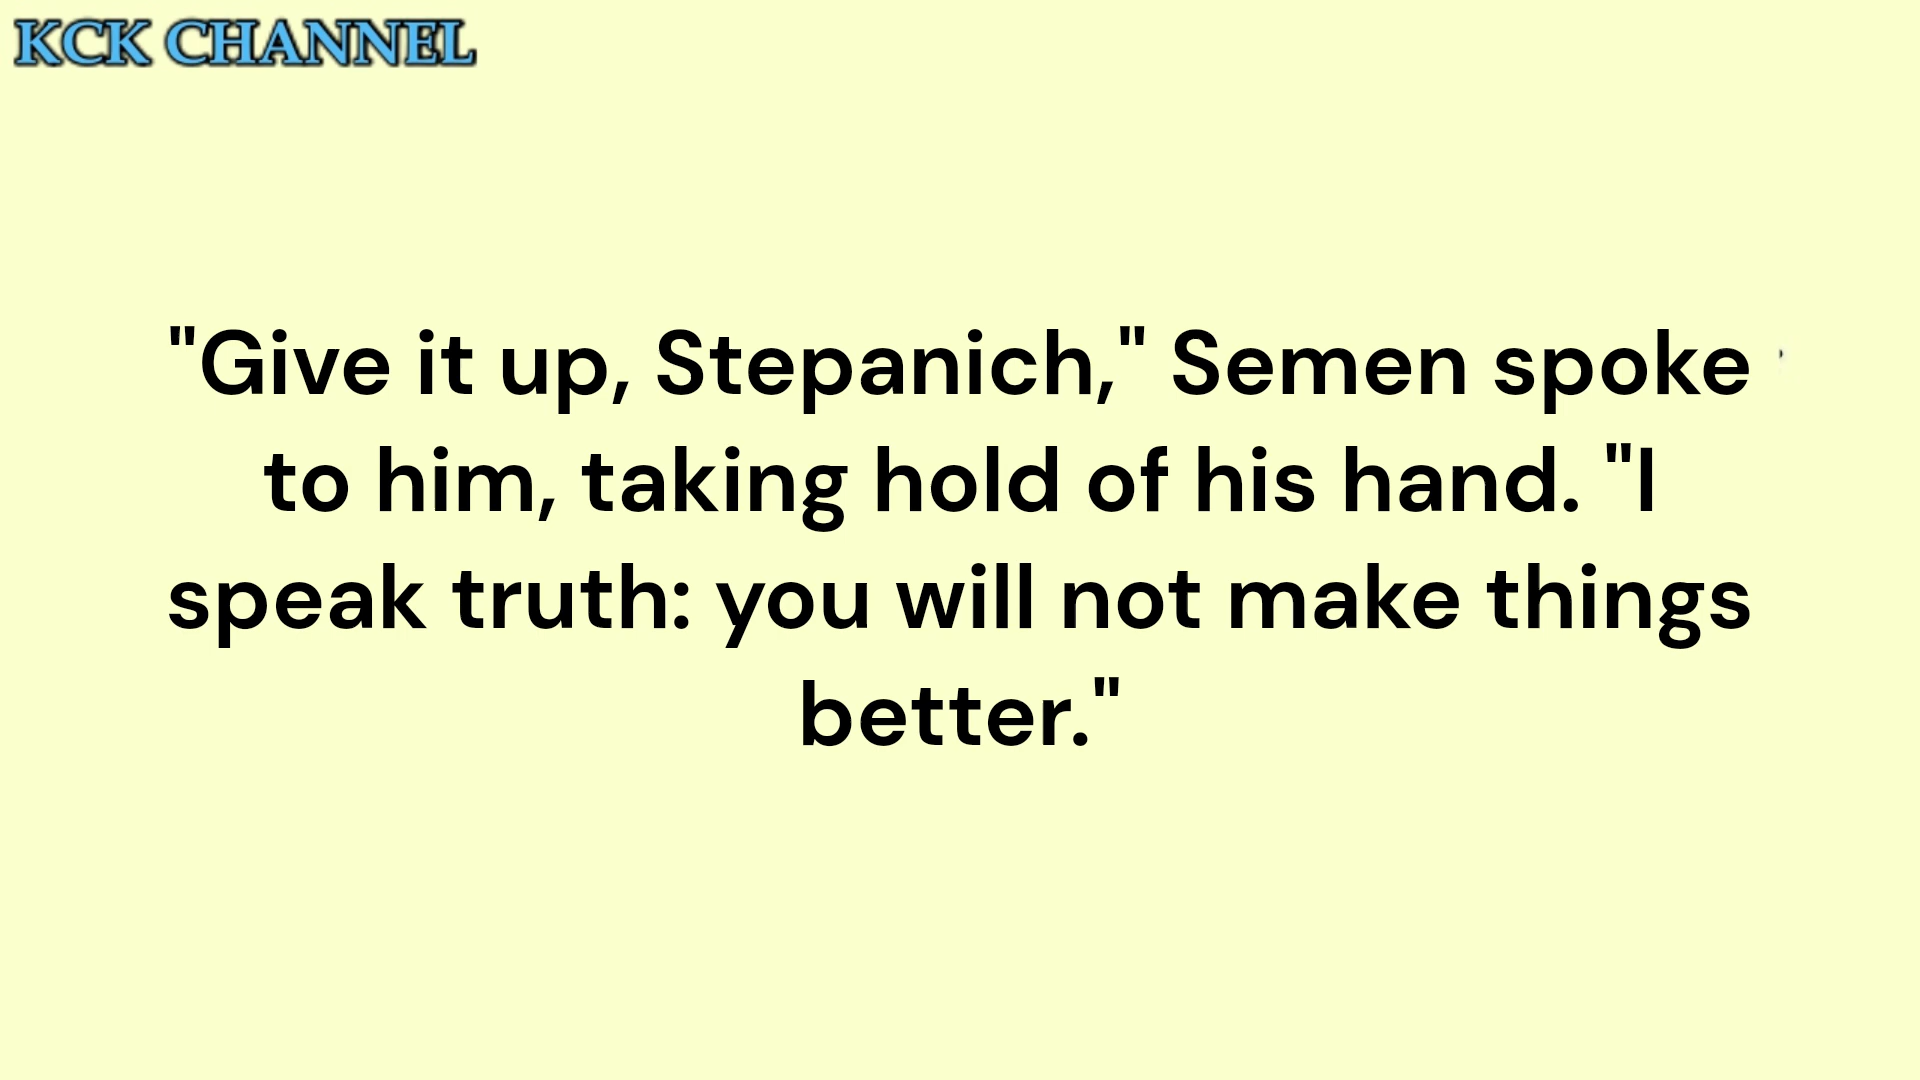 KCK CHANNEL
"Give it up, Stepanich," Semen spoke
to him, taking hold of his hand. "I
speak truth: you will not make things
better."